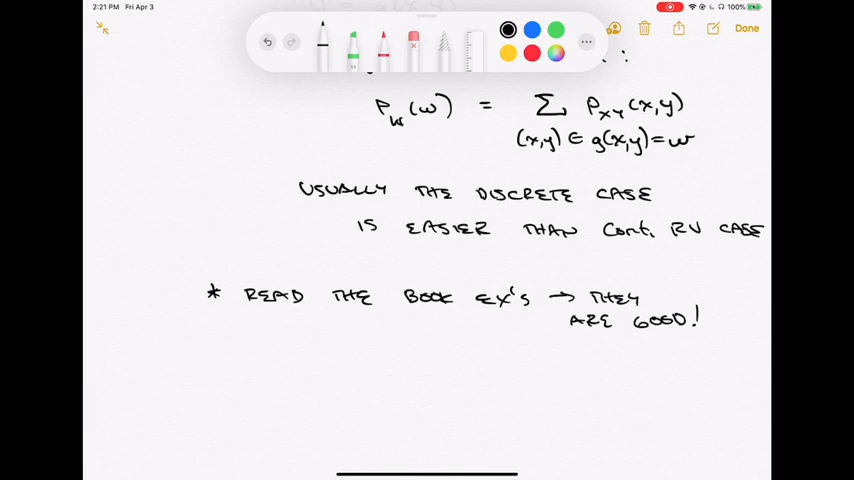 2:21 PM Fri Apr 3
100%
Done
P_W(w) = Σ P_XY(x,y)
(x,y) ∈ g(x,y)=w
USUALLY THE DISCRETE CASE
IS EASIER THAN CONT. RV CASE
* READ THE BOOK EX'S → THEY
ARE GOOD!